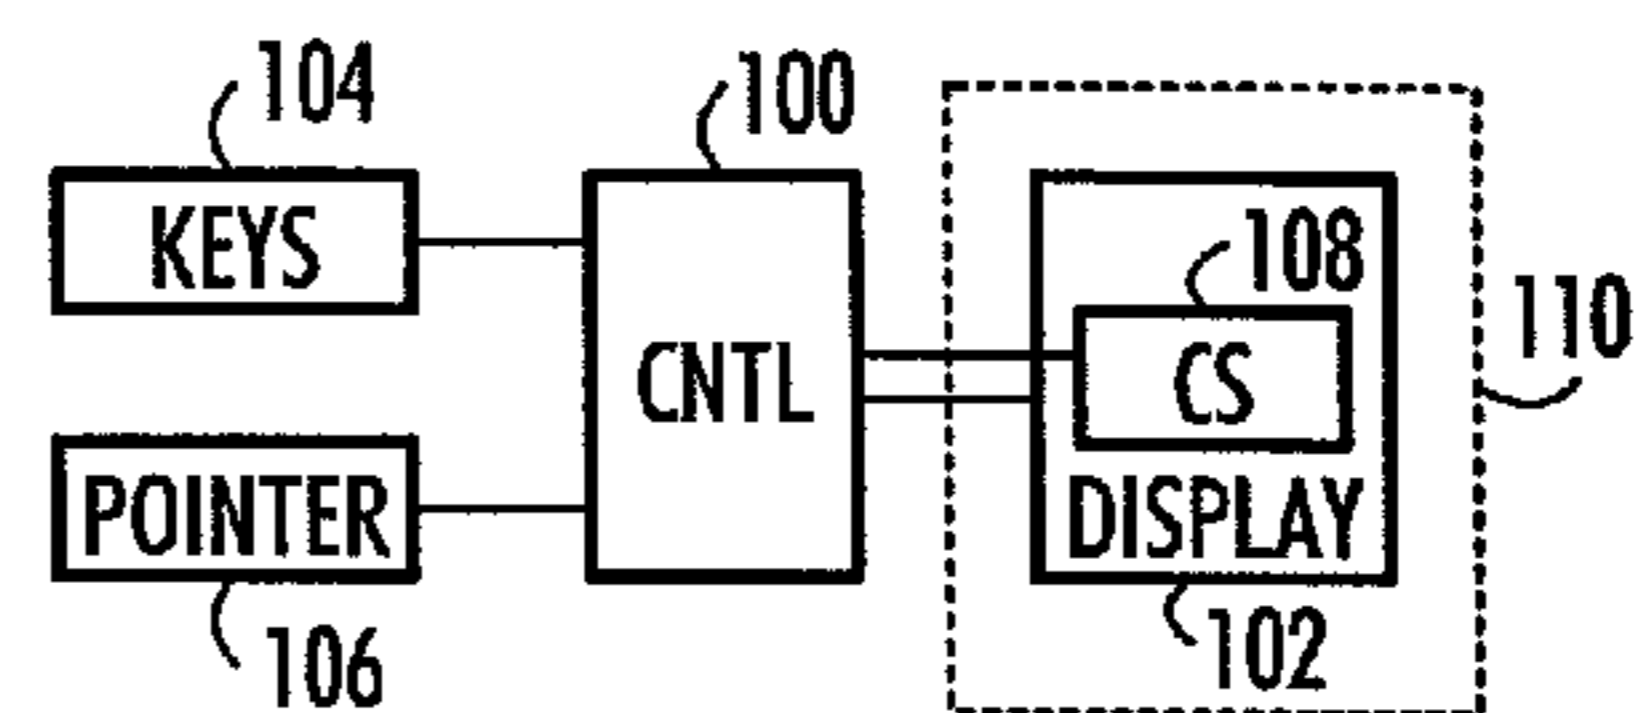 104
100
KEYS
108
110
CNTL
CS
POINTER
DISPLAY
106
102